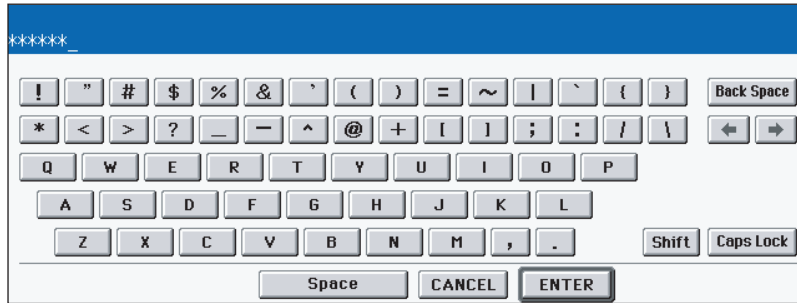 ******_
! " # $ % & ' ( ) = ~ | ` { } Back Space
* < > ? _ - ^ @ + [ ] ; : / \ ← →
Q W E R T Y U I O P
A S D F G H J K L
Z X C V B N M , . Shift Caps Lock
Space CANCEL ENTER